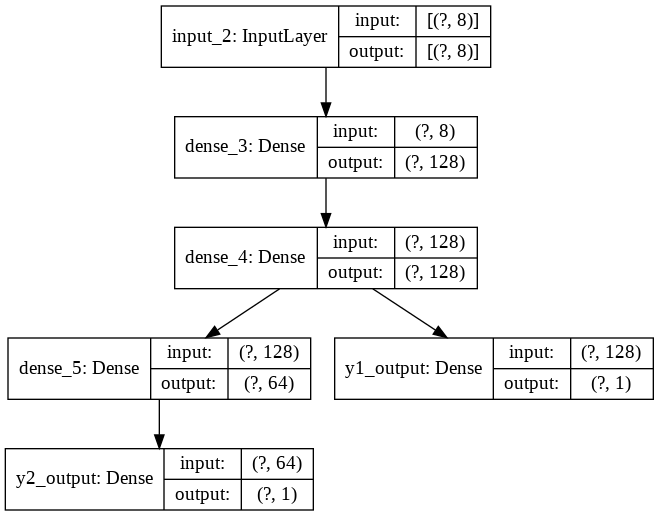 input_2: InputLayer
input: [(?, 8)]
output: [(?, 8)]
dense_3: Dense
input: (?, 8)
output: (?, 128)
dense_4: Dense
input: (?, 128)
output: (?, 128)
dense_5: Dense
input: (?, 128)
output: (?, 64)
y1_output: Dense
input: (?, 128)
output: (?, 1)
y2_output: Dense
input: (?, 64)
output: (?, 1)